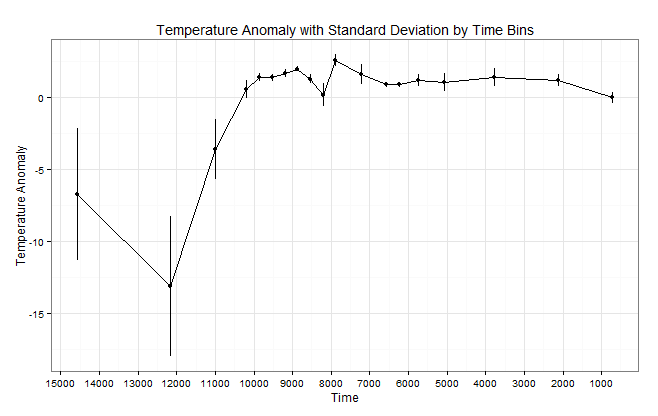 Temperature Anomaly with Standard Deviation by Time Bins
Temperature Anomaly
0
-5
-10
-15
15000 14000 13000 12000 11000 10000 9000 8000 7000 6000 5000 4000 3000 2000 1000
Time